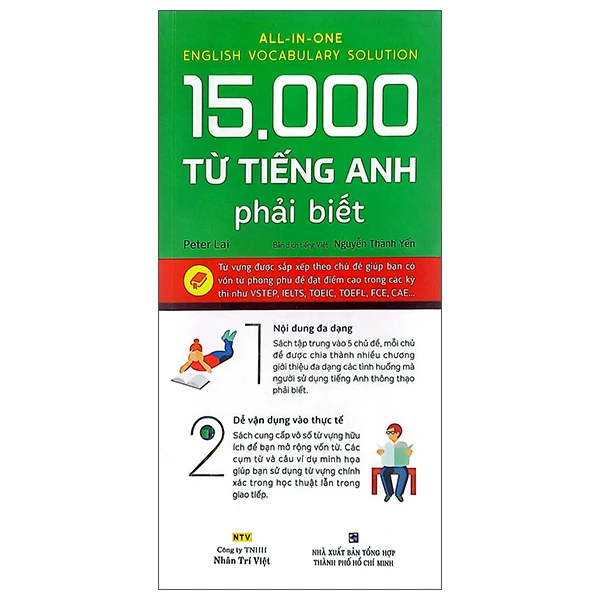 ALL-IN-ONE
ENGLISH VOCABULARY SOLUTION
15.000
TỪ TIẾNG ANH
phải biết
Peter Lai
Bản dịch tiếng Việt Nguyễn Thành Yến
Từ vựng được sắp xếp theo chủ đề giúp bạn có
vốn từ phong phú để đạt điểm cao trong các kỳ
thi như VSTEP, IELTS, TOEIC, TOEFL, FCE, CAE...
1
Nội dung đa dạng
Sách tập trung vào 5 chủ đề, mỗi chủ
đề được chia thành nhiều chương
giới thiệu đa dạng các tình huống mà
người sử dụng tiếng Anh thông thạo
phải biết.
2
Dễ vận dụng vào thực tế
Sách cung cấp vô số từ vựng hữu
ích để bạn mở rộng vốn từ. Các
cụm từ và câu ví dụ minh họa
giúp bạn sử dụng từ vựng chính
xác trong học thuật lẫn trong
giao tiếp.
NTV
Công ty TNHH
Nhân Trí Việt
NHÀ XUẤT BẢN TỔNG HỢP
THÀNH PHỐ HỒ CHÍ MINH